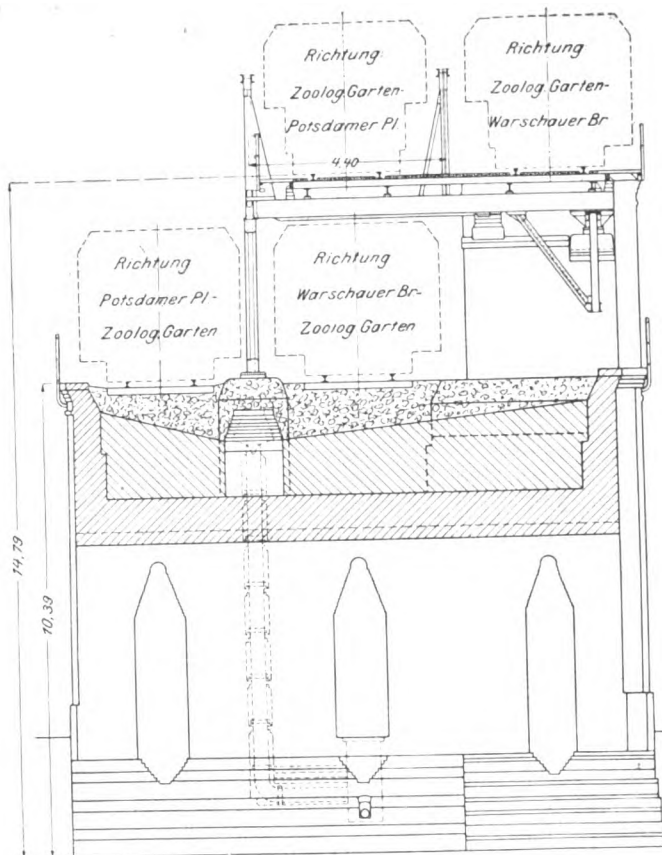 Richtung
Zoolog.Garten-
Potsdamer Pl.
Richtung
Zoolog.Garten-
Warschauer Br.
4.40
Richtung
Potsdamer Pl-
Zoolog.Garten
Richtung
Warschauer Br-
Zoolog Garten
14,79
10,39